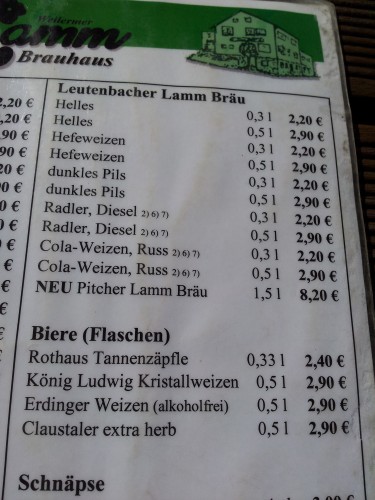 Weilermer
Lamm
Brauhaus
Leutenbacher Lamm Bräu
Helles 0,3 l 2,20 €
Helles 0,5 l 2,90 €
Hefeweizen 0,3 l 2,20 €
Hefeweizen 0,5 l 2,90 €
dunkles Pils 0,3 l 2,20 €
dunkles Pils 0,5 l 2,90 €
Radler, Diesel 2) 6) 7) 0,3 l 2,20 €
Radler, Diesel 2) 6) 7) 0,5 l 2,90 €
Cola-Weizen, Russ 2) 6) 7) 0,3 l 2,20 €
Cola-Weizen, Russ 2) 6) 7) 0,5 l 2,90 €
NEU Pitcher Lamm Bräu 1,5 l 8,20 €
Biere (Flaschen)
Rothaus Tannenzäpfle 0,33 l 2,40 €
König Ludwig Kristallweizen 0,5 l 2,90 €
Erdinger Weizen (alkoholfrei) 0,5 l 2,90 €
Claustaler extra herb 0,5 l 2,90 €
Schnäpse